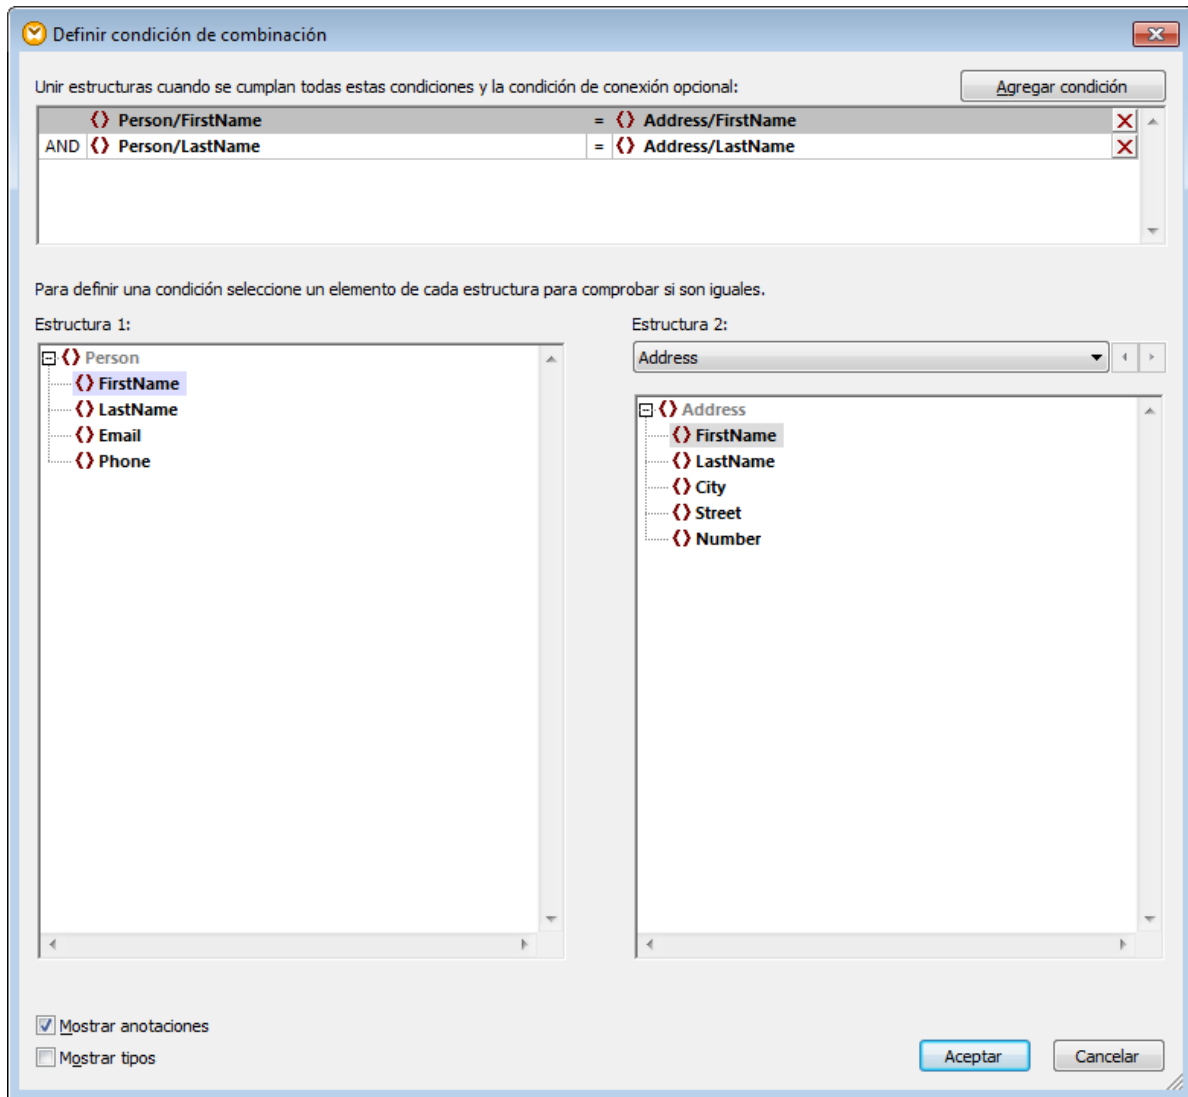 Definir condición de combinación
Unir estructuras cuando se cumplan todas estas condiciones y la condición de conexión opcional:
Agregar condición
Person/FirstName = Address/FirstName
AND Person/LastName = Address/LastName
Para definir una condición seleccione un elemento de cada estructura para comprobar si son iguales.
Estructura 1:
Person
FirstName
LastName
Email
Phone
Estructura 2:
Address
Address
FirstName
LastName
City
Street
Number
Mostrar anotaciones
Mostrar tipos
Aceptar
Cancelar